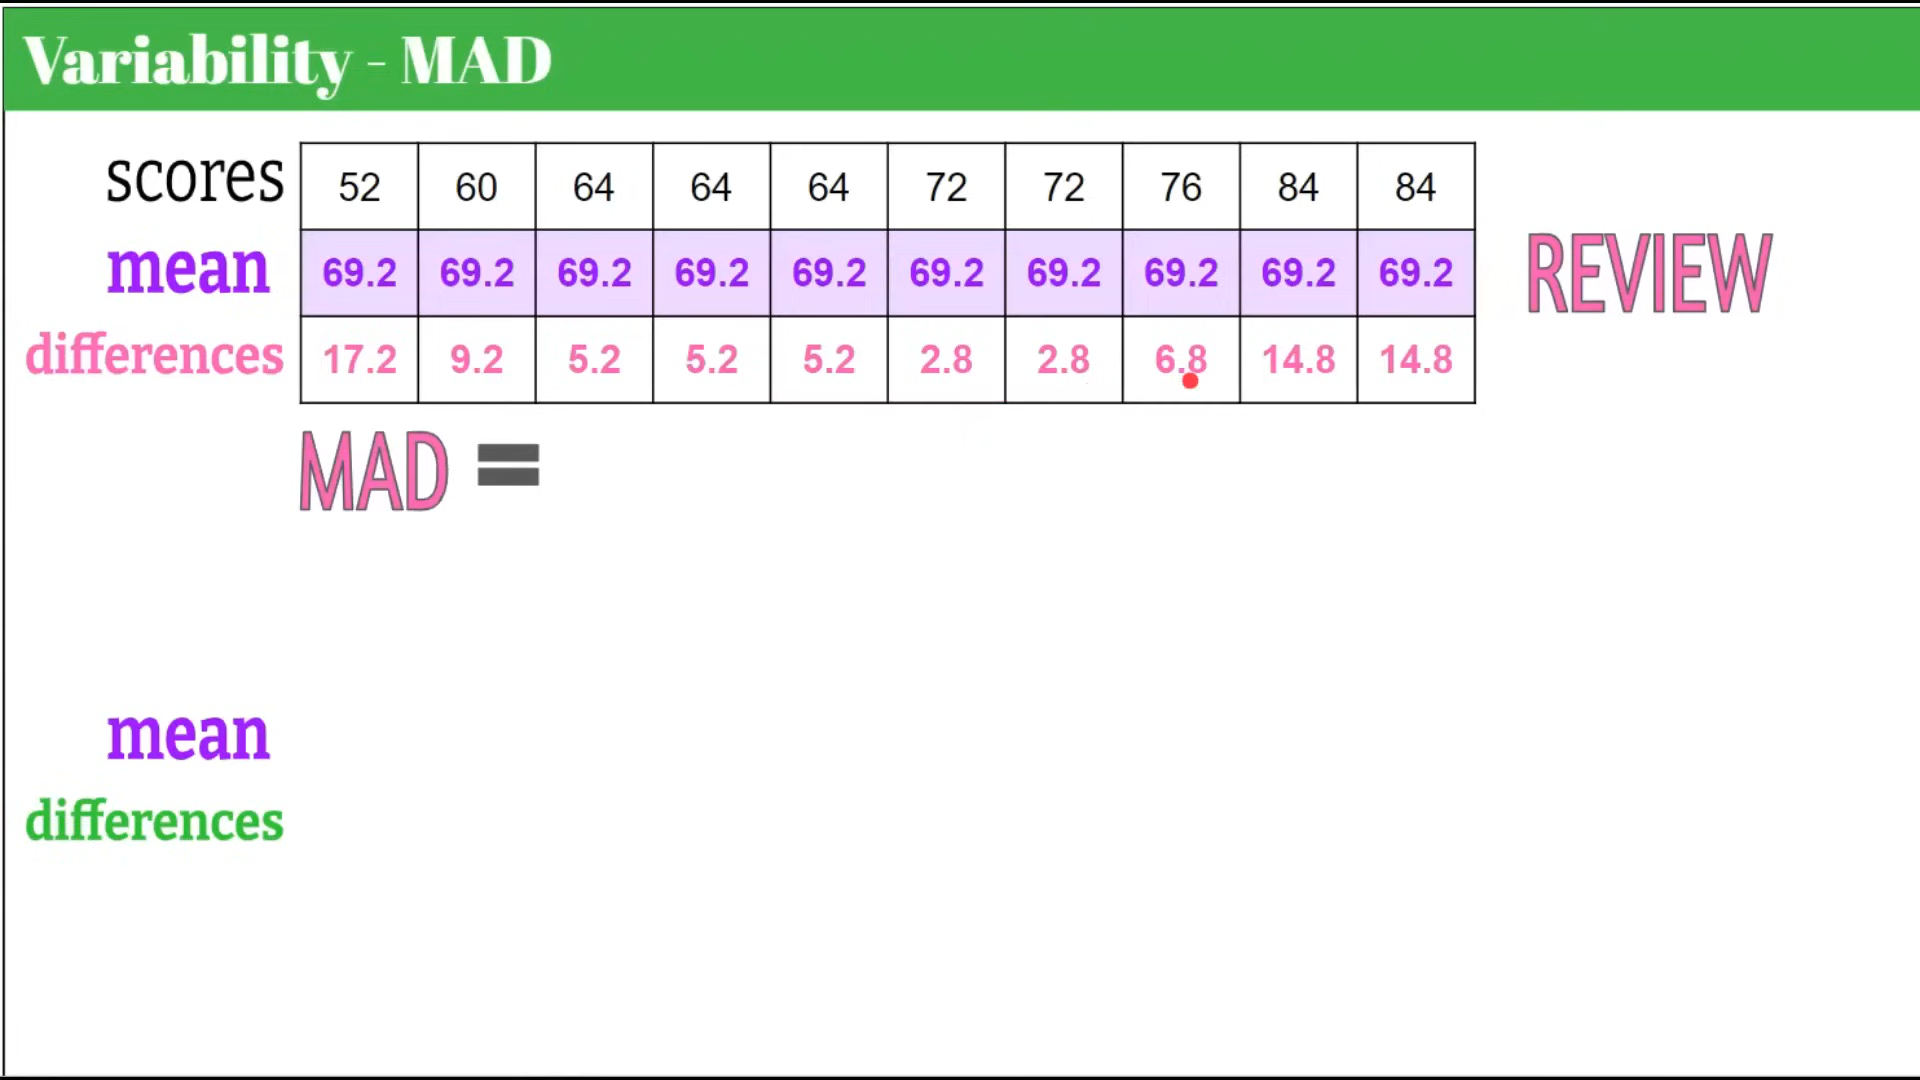 Variability - MAD
scores 52 60 64 64 64 72 72 76 84 84
mean 69.2 69.2 69.2 69.2 69.2 69.2 69.2 69.2 69.2 69.2
REVIEW
differences 17.2 9.2 5.2 5.2 5.2 2.8 2.8 6.8 14.8 14.8
MAD =
mean
differences